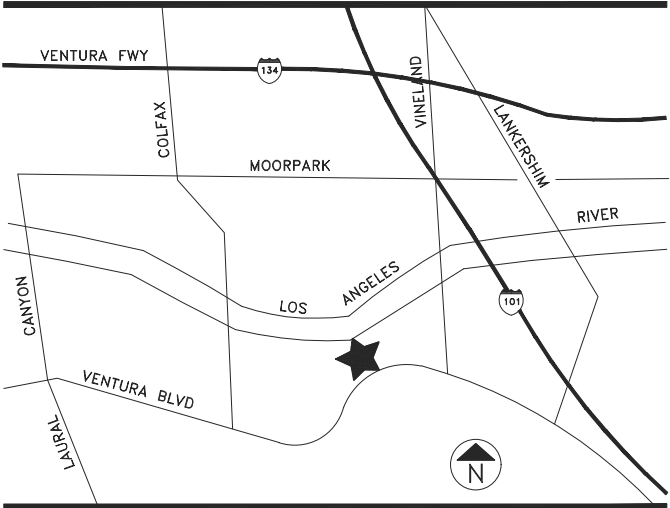 VENTURA FWY
134
VINELAND
COLFAX
LANKERSHIM
MOORPARK
RIVER
LOS ANGELES
101
CANYON
VENTURA BLVD
LAURAL
N